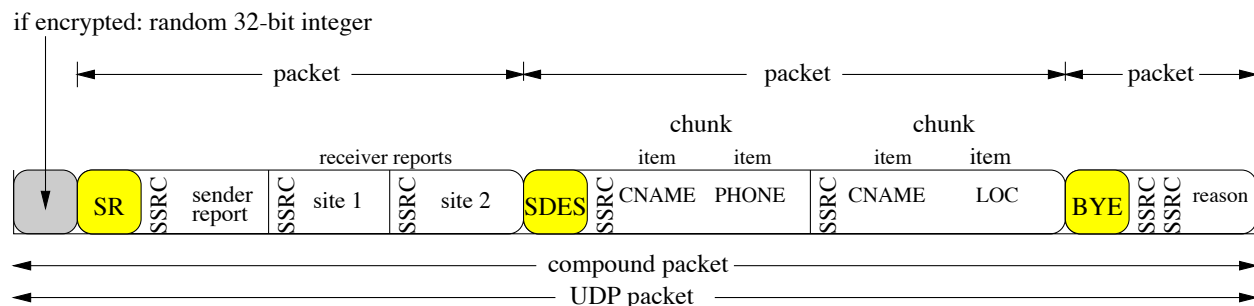 if encrypted: random 32-bit integer
packet packet packet
chunk chunk
receiver reports item item item item
SR SSRC sender report SSRC site 1 SSRC site 2 SDES SSRC CNAME PHONE SSRC CNAME LOC BYE SSRC SSRC reason
compound packet
UDP packet